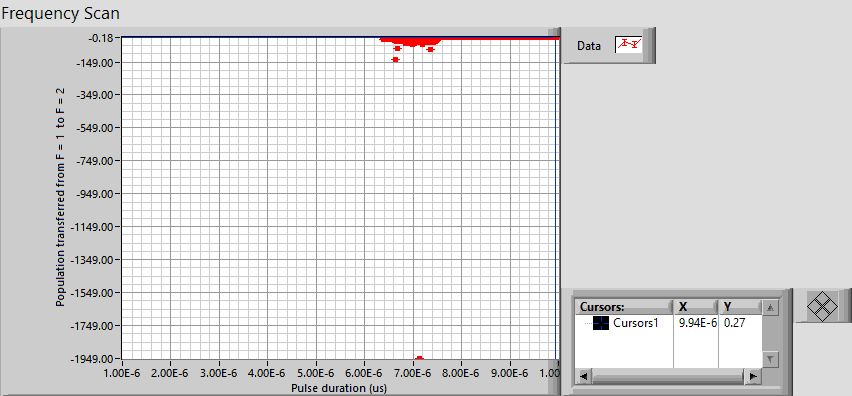 Frequency Scan
Population transferred from F = 1 to F = 2
-0.18
-149.00
-349.00
-549.00
-749.00
-949.00
-1149.00
-1349.00
-1549.00
-1749.00
-1949.00
1.00E-6 2.00E-6 3.00E-6 4.00E-6 5.00E-6 6.00E-6 7.00E-6 8.00E-6 9.00E-6 1.00
Pulse duration (us)
Data
Cursors: X Y
Cursors1 9.94E-6 0.27